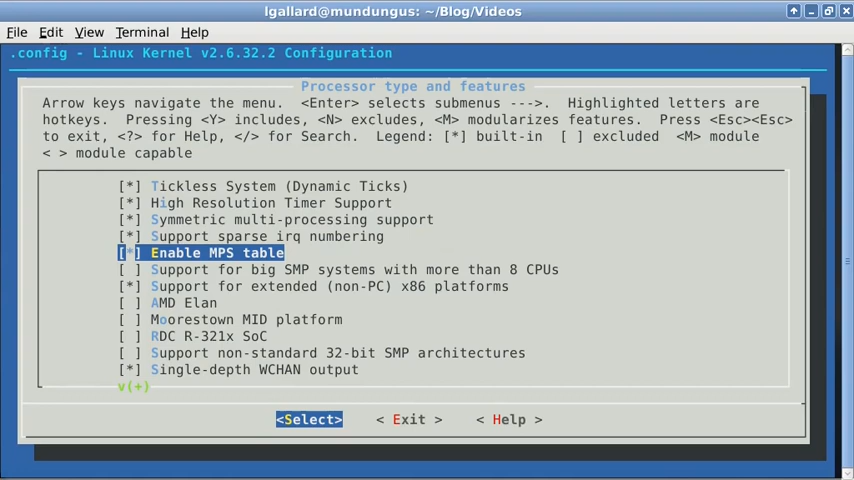 lgallard@mundungus: ~/Blog/Videos
File Edit View Terminal Help
.config - Linux Kernel v2.6.32.2 Configuration
Processor type and features
Arrow keys navigate the menu.  <Enter> selects submenus --->.  Highlighted letters are
hotkeys.  Pressing <Y> includes, <N> excludes, <M> modularizes features.  Press <Esc><Esc>
to exit, <?> for Help, </> for Search.  Legend: [*] built-in  [ ] excluded  <M> module
< > module capable
[*] Tickless System (Dynamic Ticks)
[*] High Resolution Timer Support
[*] Symmetric multi-processing support
[*] Support sparse irq numbering
[*] Enable MPS table
[ ] Support for big SMP systems with more than 8 CPUs
[*] Support for extended (non-PC) x86 platforms
[ ] AMD Elan
[ ] Moorestown MID platform
[ ] RDC R-321x SoC
[ ] Support non-standard 32-bit SMP architectures
[*] Single-depth WCHAN output
v(+)
<Select>    < Exit >    < Help >